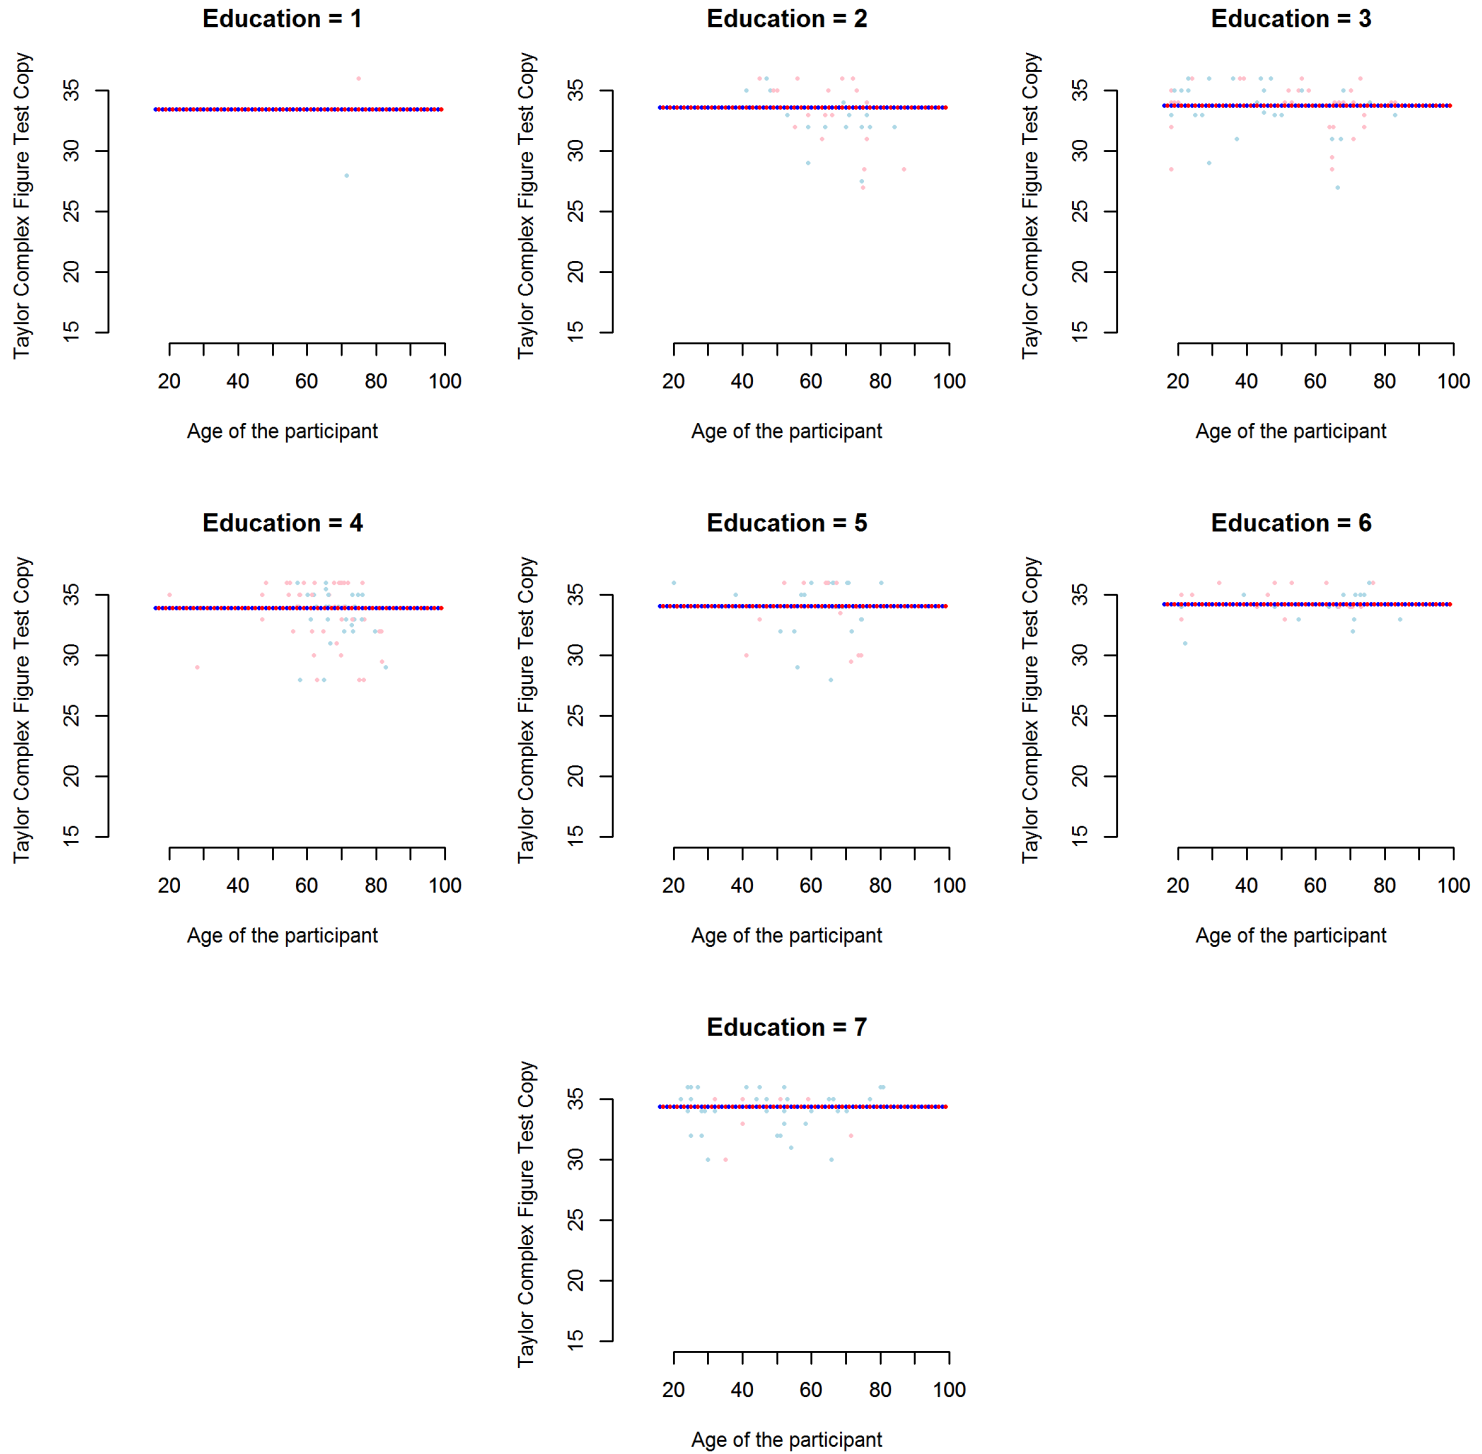 Education = 1
Taylor Complex Figure Test Copy
35
30
25
20
15
20 40 60 80 100
Age of the participant
Education = 2
Taylor Complex Figure Test Copy
35
30
25
20
15
20 40 60 80 100
Age of the participant
Education = 3
Taylor Complex Figure Test Copy
35
30
25
20
15
20 40 60 80 100
Age of the participant
Education = 4
Taylor Complex Figure Test Copy
35
30
25
20
15
20 40 60 80 100
Age of the participant
Education = 5
Taylor Complex Figure Test Copy
35
30
25
20
15
20 40 60 80 100
Age of the participant
Education = 6
Taylor Complex Figure Test Copy
35
30
25
20
15
20 40 60 80 100
Age of the participant
Education = 7
Taylor Complex Figure Test Copy
35
30
25
20
15
20 40 60 80 100
Age of the participant